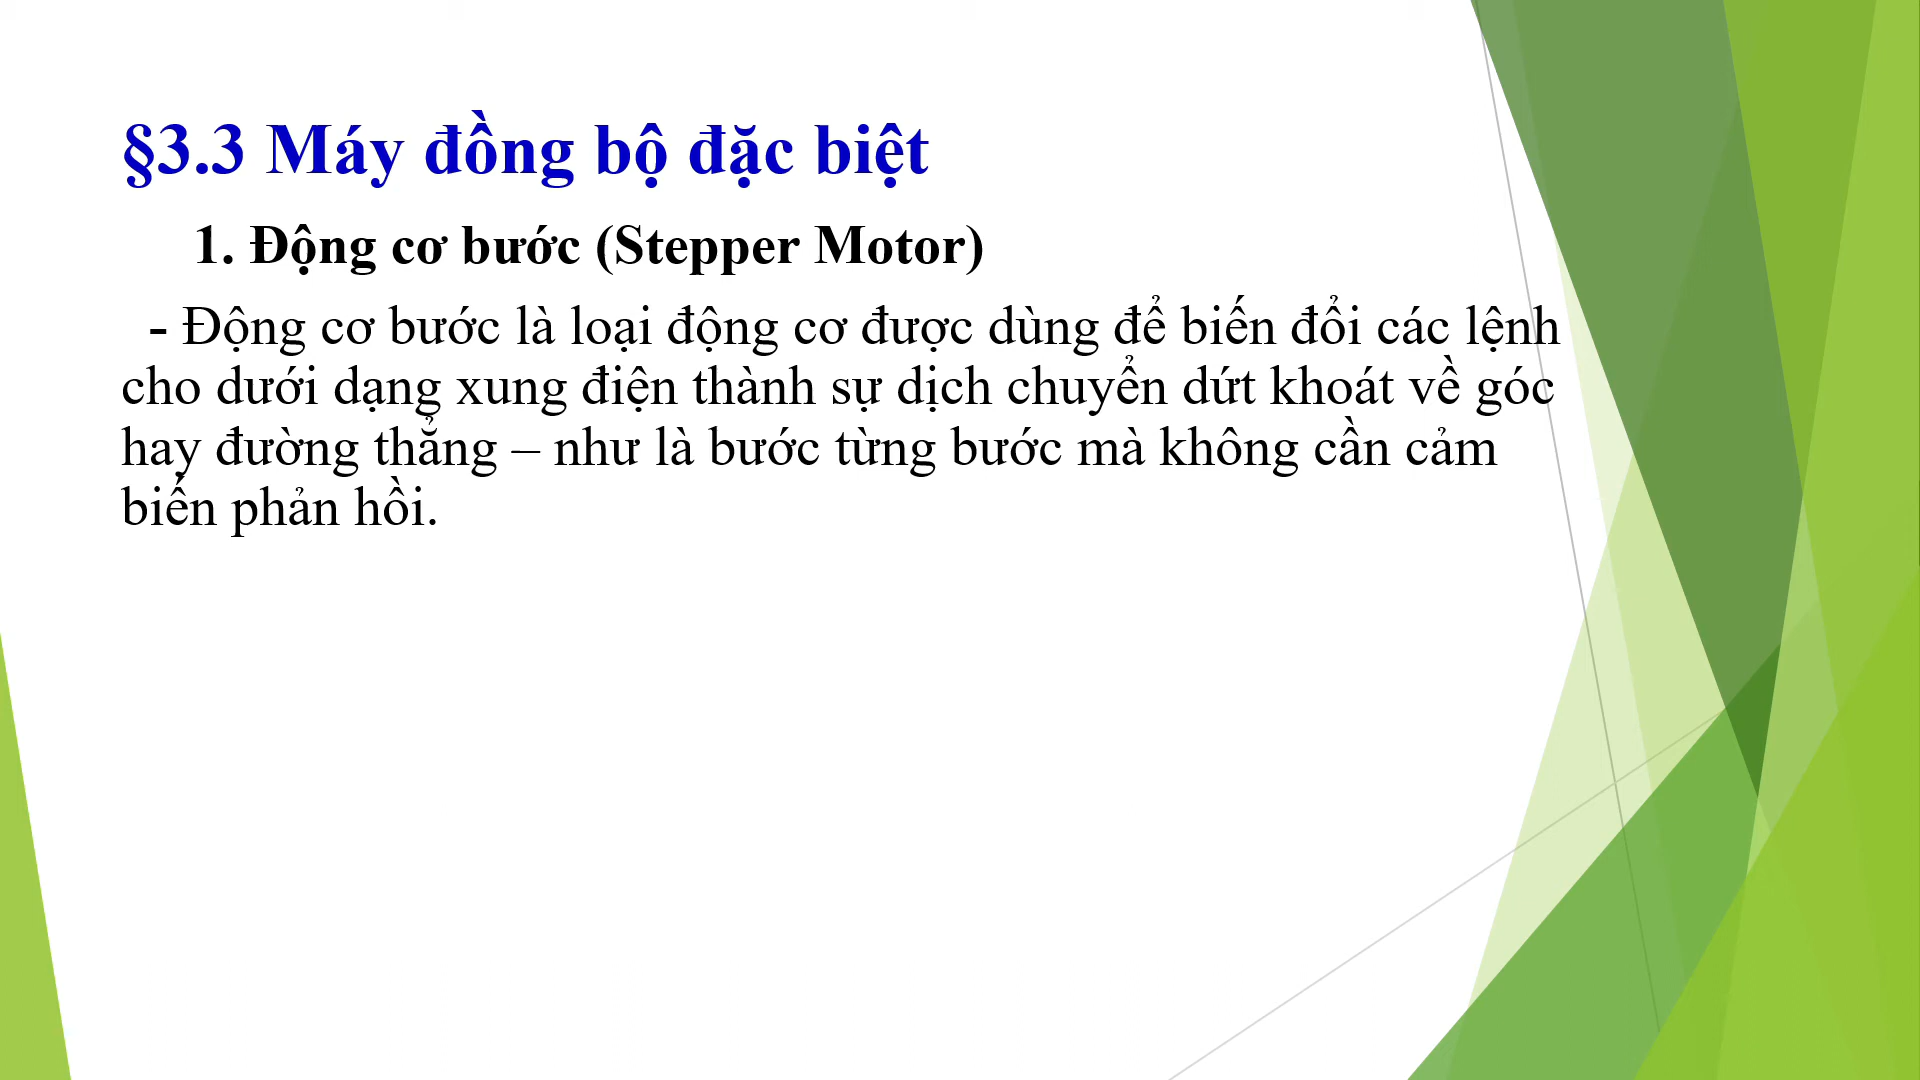 §3.3 Máy đồng bộ đặc biệt
1. Động cơ bước (Stepper Motor)
- Động cơ bước là loại động cơ được dùng để biến đổi các lệnh
cho dưới dạng xung điện thành sự dịch chuyển dứt khoát về góc
hay đường thẳng – như là bước từng bước mà không cần cảm
biến phản hồi.